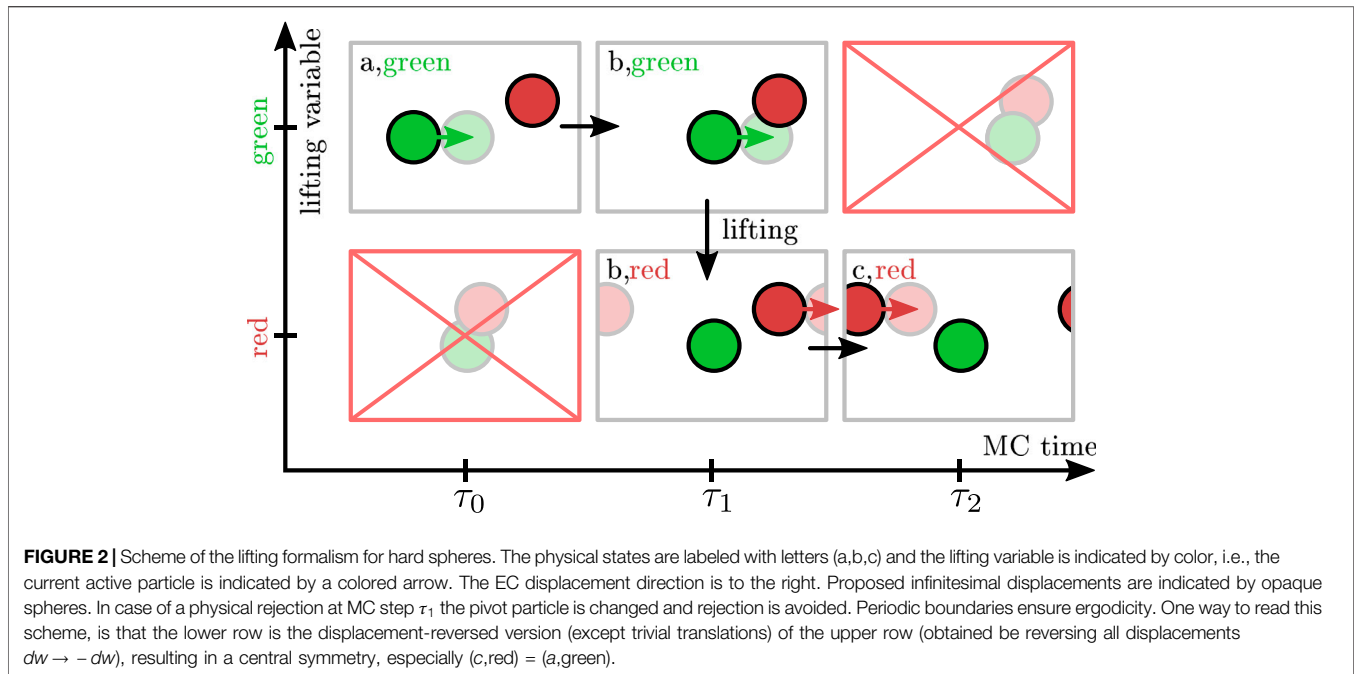 lifting variable
green
red
a,green
b,green
lifting
b,red
c,red
MC time
τ0
τ1
τ2
FIGURE 2 | Scheme of the lifting formalism for hard spheres. The physical states are labeled with letters (a,b,c) and the lifting variable is indicated by color, i.e., the
current active particle is indicated by a colored arrow. The EC displacement direction is to the right. Proposed infinitesimal displacements are indicated by opaque
spheres. In case of a physical rejection at MC step τ1 the pivot particle is changed and rejection is avoided. Periodic boundaries ensure ergodicity. One way to read this
scheme, is that the lower row is the displacement-reversed version (except trivial translations) of the upper row (obtained be reversing all displacements
dw → − dw), resulting in a central symmetry, especially (c,red) = (a,green).